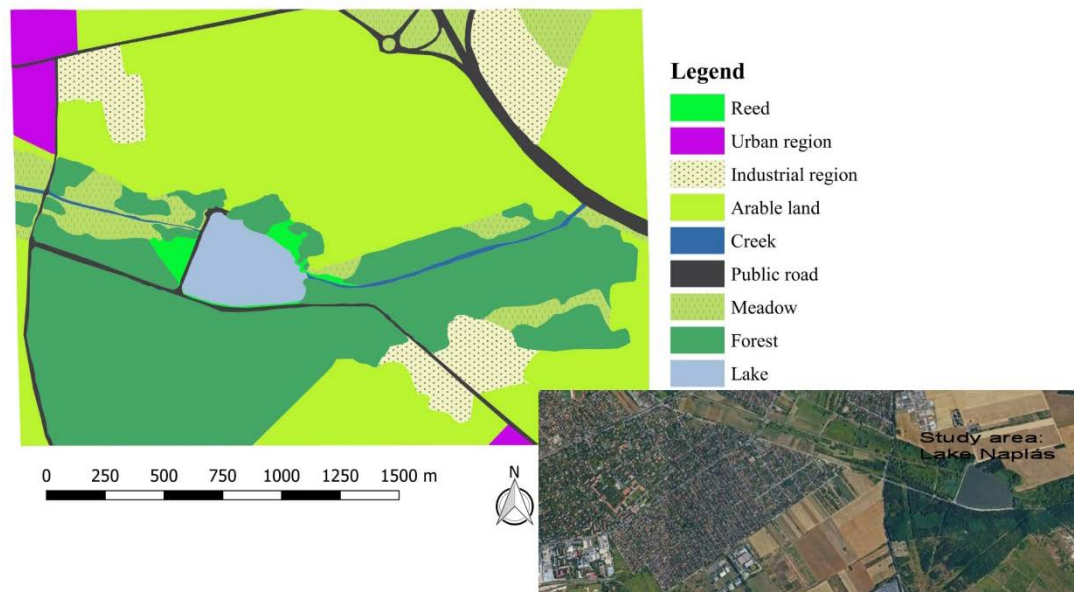 Legend
Reed
Urban region
Industrial region
Arable land
Creek
Public road
Meadow
Forest
Lake
0 250 500 750 1000 1250 1500 m
N
Study area:
Lake Naplás